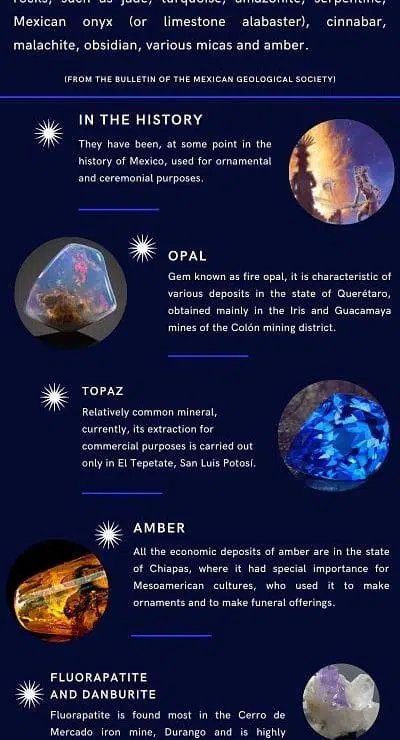 rocks, such as jade, turquoise, amazonite, serpentine,
Mexican onyx (or limestone alabaster), cinnabar,
malachite, obsidian, various micas and amber.
(FROM THE BULLETIN OF THE MEXICAN GEOLOGICAL SOCIETY)
IN THE HISTORY
They have been, at some point in the
history of Mexico, used for ornamental
and ceremonial purposes.
OPAL
Gem known as fire opal, it is characteristic of
various deposits in the state of Querétaro,
obtained mainly in the Iris and Guacamaya
mines of the Colón mining district.
TOPAZ
Relatively common mineral,
currently, its extraction for
commercial purposes is carried out
only in El Tepetate, San Luis Potosí.
AMBER
All the economic deposits of amber are in the state
of Chiapas, where it had special importance for
Mesoamerican cultures, who used it to make
ornaments and to make funeral offerings.
FLUORAPATITE
AND DANBURITE
Fluorapatite is found most in the Cerro de
Mercado iron mine, Durango and is highly